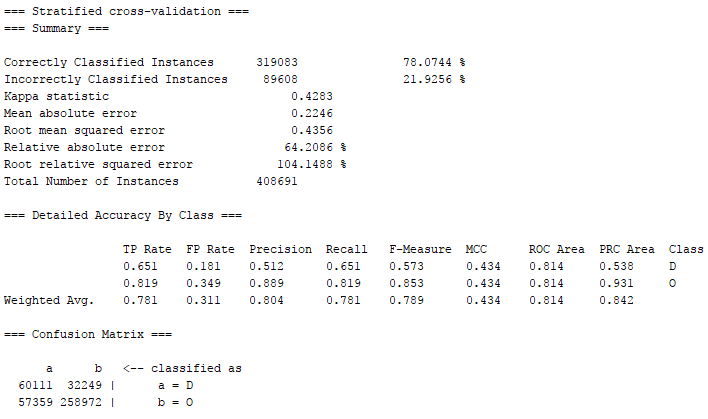 === Stratified cross-validation ===
=== Summary ===
Correctly Classified Instances 319083 78.0744 %
Incorrectly Classified Instances 89608 21.9256 %
Kappa statistic 0.4283
Mean absolute error 0.2246
Root mean squared error 0.4356
Relative absolute error 64.2086 %
Root relative squared error 104.1488 %
Total Number of Instances 408691
=== Detailed Accuracy By Class ===
TP Rate FP Rate Precision Recall F-Measure MCC ROC Area PRC Area Class
0.651 0.181 0.512 0.651 0.573 0.434 0.814 0.538 D
0.819 0.349 0.889 0.819 0.853 0.434 0.814 0.931 O
Weighted Avg. 0.781 0.311 0.804 0.781 0.789 0.434 0.814 0.842
=== Confusion Matrix ===
a b <-- classified as
60111 32249 | a = D
57359 258972 | b = O